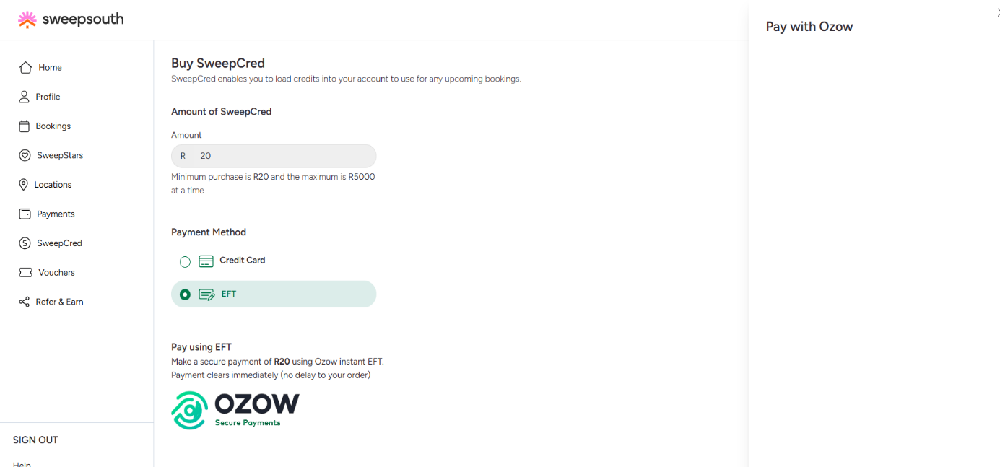 sweepsouth
Pay with Ozow
Home
Profile
Bookings
SweepStars
Locations
Payments
SweepCred
Vouchers
Refer & Earn
SIGN OUT
Help
Buy SweepCred
SweepCred enables you to load credits into your account to use for any upcoming bookings.
Amount of SweepCred
Amount
R 20
Minimum purchase is R20 and the maximum is R5000
at a time
Payment Method
Credit Card
EFT
Pay using EFT
Make a secure payment of R20 using Ozow instant EFT.
Payment clears immediately (no delay to your order)
OZOW
Secure Payments